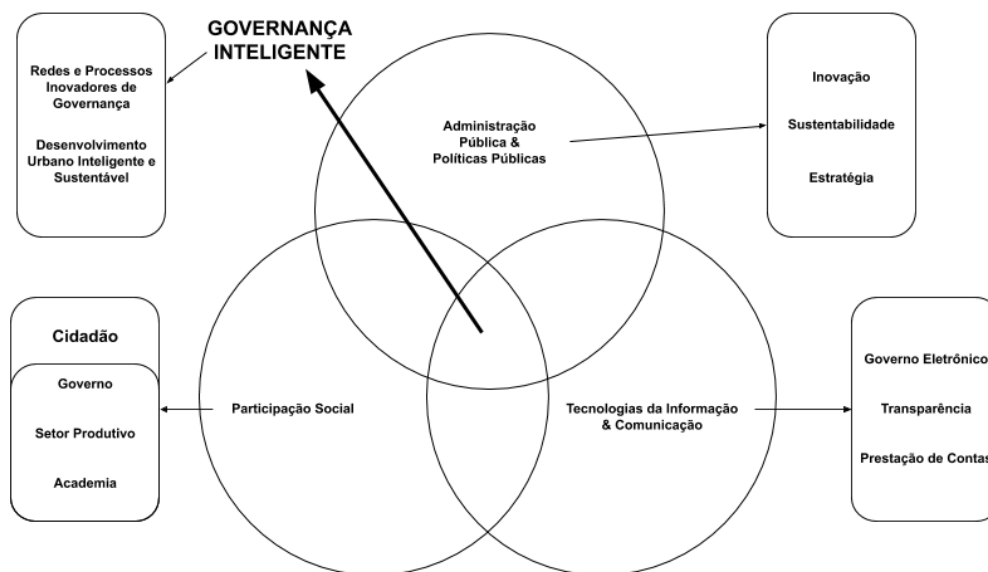 GOVERNANÇA
INTELIGENTE
Redes e Processos
Inovadores de
Governança
Desenvolvimento
Urbano Inteligente e
Sustentável
Administração
Pública &
Políticas Públicas
Inovação
Sustentabilidade
Estratégia
Cidadão
Governo
Setor Produtivo
Academia
Participação Social
Tecnologias da Informação
& Comunicação
Governo Eletrônico
Transparência
Prestação de Contas